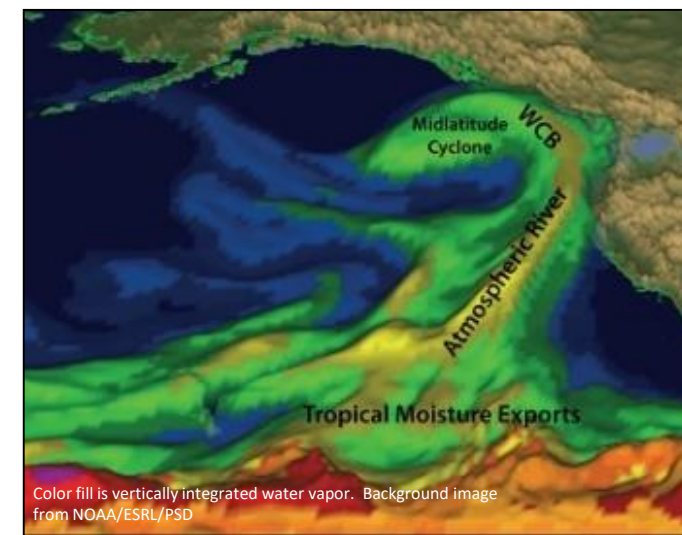 Midlatitude
Cyclone
WCB
Atmospheric River
Tropical Moisture Exports
Color fill is vertically integrated water vapor.  Background image
from NOAA/ESRL/PSD